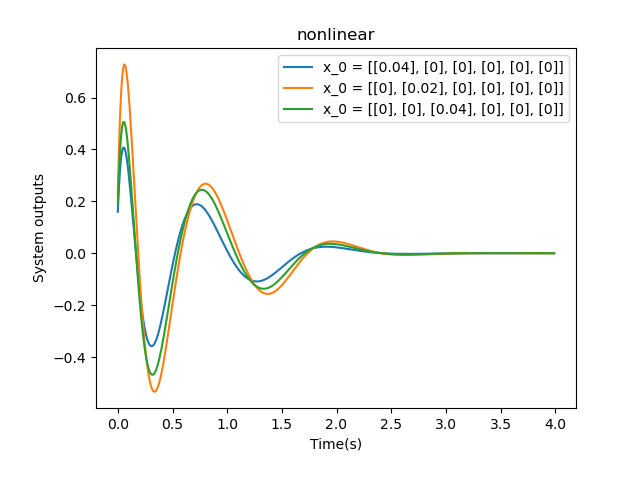 nonlinear
x_0 = [[0.04], [0], [0], [0], [0], [0]]
x_0 = [[0], [0.02], [0], [0], [0], [0]]
x_0 = [[0], [0], [0.04], [0], [0], [0]]
System outputs
0.6
0.4
0.2
0.0
−0.2
−0.4
0.0 0.5 1.0 1.5 2.0 2.5 3.0 3.5 4.0
Time(s)